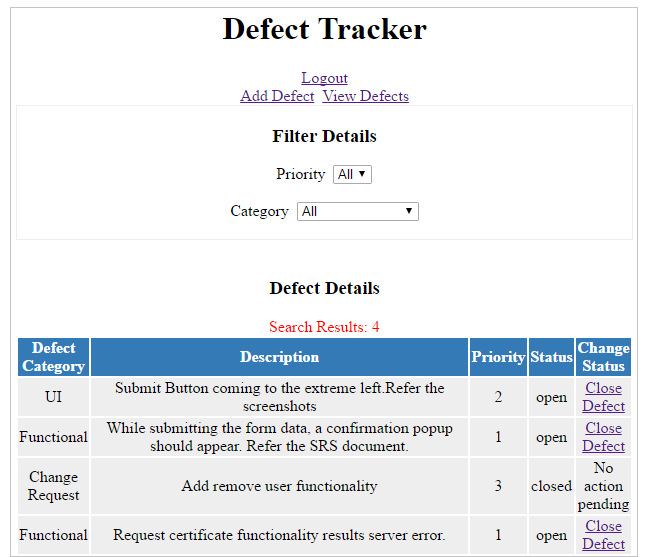 Defect Tracker
Logout
Add Defect View Defects
Filter Details
Priority All
Category All
Defect Details
Search Results: 4
Defect Category Description Priority Status Change Status
UI Submit Button coming to the extreme left.Refer the screenshots 2 open Close Defect
Functional While submitting the form data, a confirmation popup should appear. Refer the SRS document. 1 open Close Defect
Change Request Add remove user functionality 3 closed No action pending
Functional Request certificate functionality results server error. 1 open Close Defect